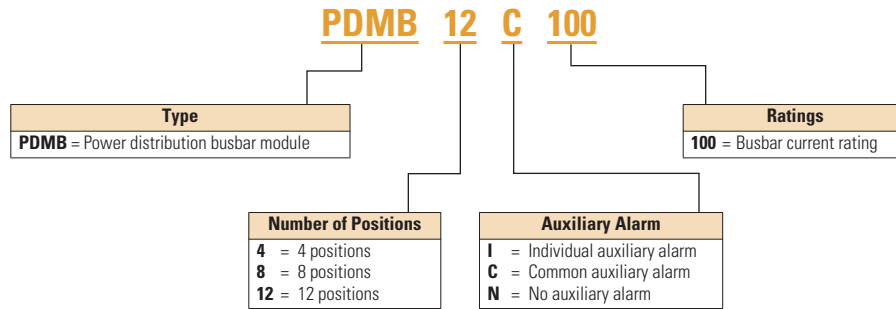 PDMB 12 C 100
Type
PDMB = Power distribution busbar module
Ratings
100 = Busbar current rating
Number of Positions
4 = 4 positions
8 = 8 positions
12 = 12 positions
Auxiliary Alarm
I = Individual auxiliary alarm
C = Common auxiliary alarm
N = No auxiliary alarm